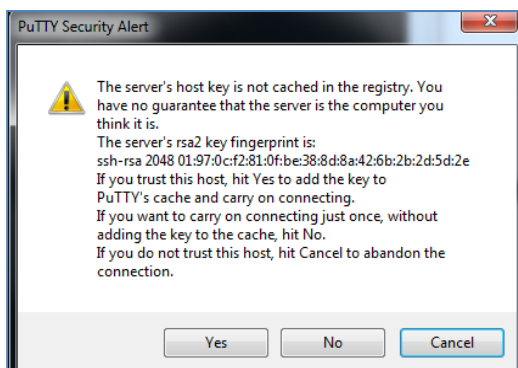 PuTTY Security Alert
The server's host key is not cached in the registry. You
have no guarantee that the server is the computer you
think it is.
The server's rsa2 key fingerprint is:
ssh-rsa 2048 01:97:0c:f2:81:0f:be:38:8d:8a:42:6b:2b:2d:5d:2e
If you trust this host, hit Yes to add the key to
PuTTY's cache and carry on connecting.
If you want to carry on connecting just once, without
adding the key to the cache, hit No.
If you do not trust this host, hit Cancel to abandon the
connection.
Yes No Cancel